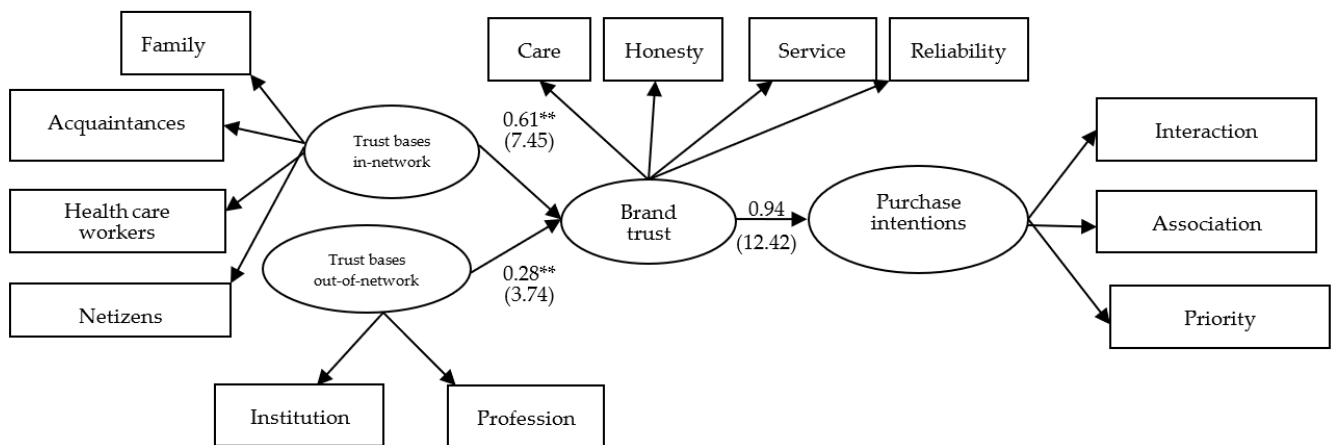 Family
Care
Honesty
Service
Reliability
Acquaintances
Trust bases
in-network
0.61**
(7.45)
Interaction
Health care
workers
Brand
trust
0.94
(12.42)
Purchase
intentions
Association
Trust bases
out-of-network
0.28**
(3.74)
Netizens
Priority
Institution
Profession